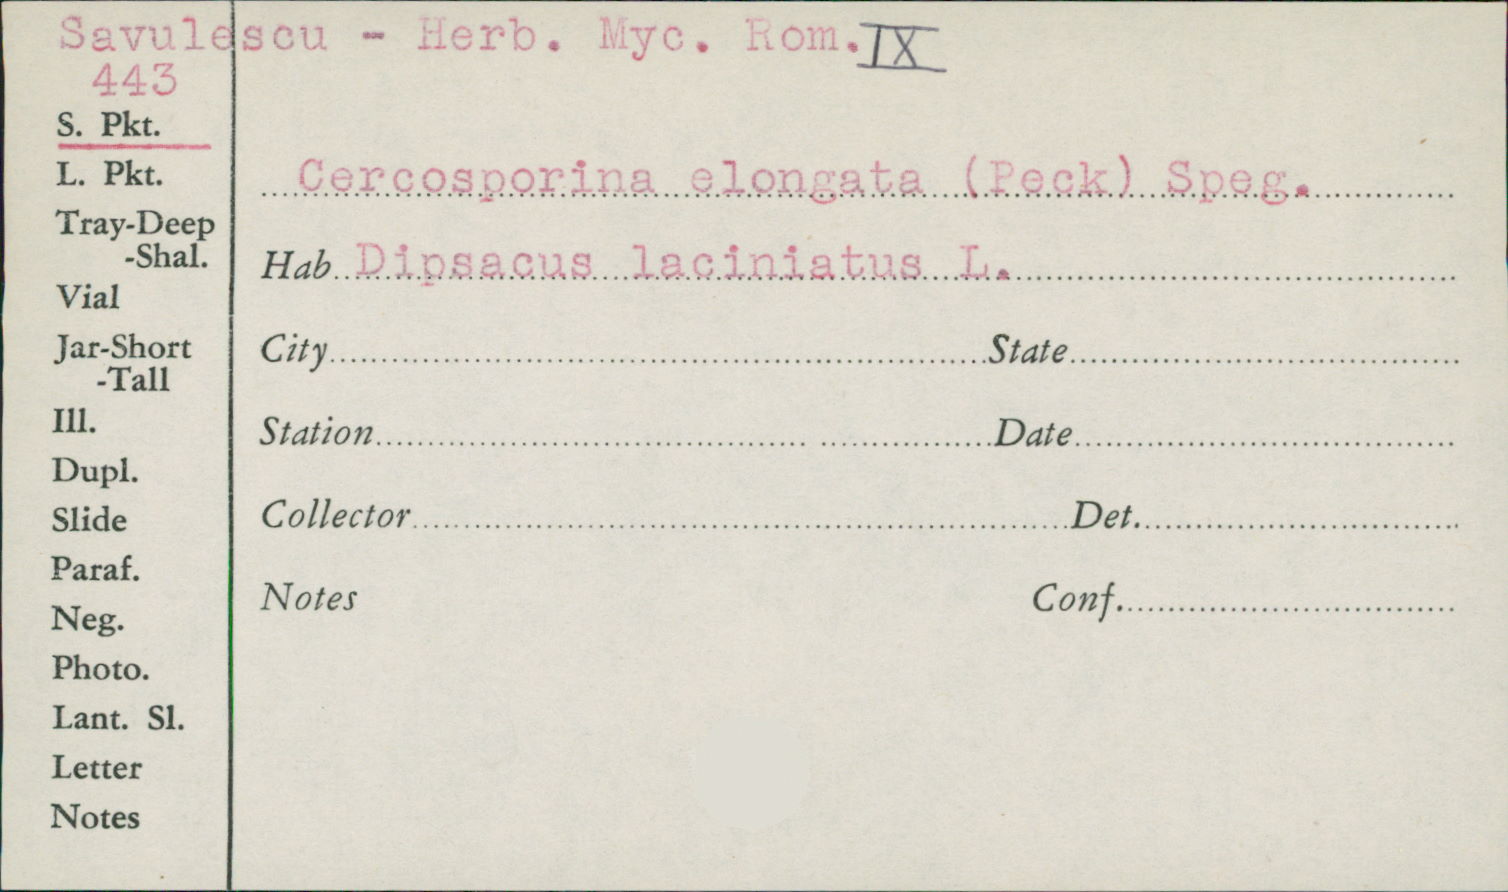 Savulescu - Herb. Myc. Rom. IX
443
S. Pkt.
L. Pkt.
Tray-Deep
-Shal.
Vial
Jar-Short
-Tall
Ill.
Dupl.
Slide
Paraf.
Neg.
Photo.
Lant. Sl.
Letter
Notes
Cercosporina elongata (Peck) Speg.
Hab Dipsacus laciniatus L.
City State
Station Date
Collector Det.
Notes Conf.